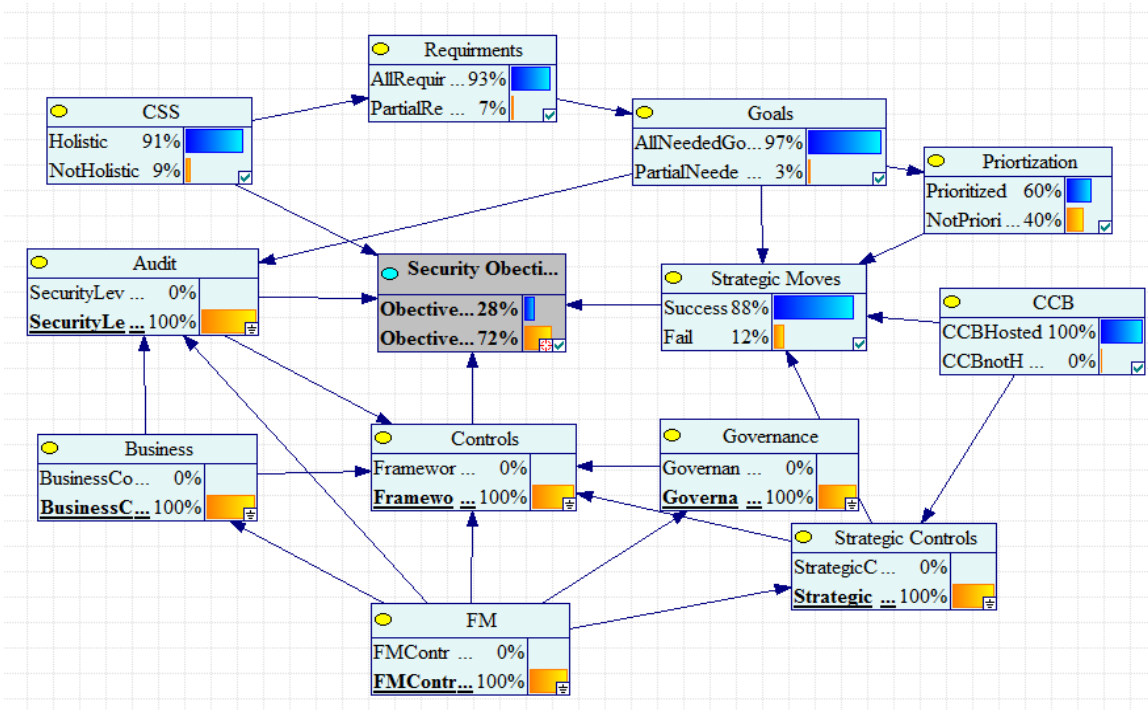 Requirments
AllRequir ... 93%
PartialRe ... 7%
CSS
Holistic 91%
NotHolistic 9%
Goals
AllNeededGo... 97%
PartialNeede ... 3%
Priortization
Prioritized 60%
NotPriori ... 40%
Audit
SecurityLev ... 0%
SecurityLe ... 100%
Security Obecti...
Obective... 28%
Obective... 72%
Strategic Moves
Success 88%
Fail 12%
CCB
CCBHosted 100%
CCBnotH ... 0%
Business
BusinessCo... 0%
BusinessC... 100%
Controls
Framewor ... 0%
Framewo ... 100%
Governance
Governan ... 0%
Governa ... 100%
Strategic Controls
StrategicC ... 0%
Strategic ... 100%
FM
FMContr ... 0%
FMContr... 100%